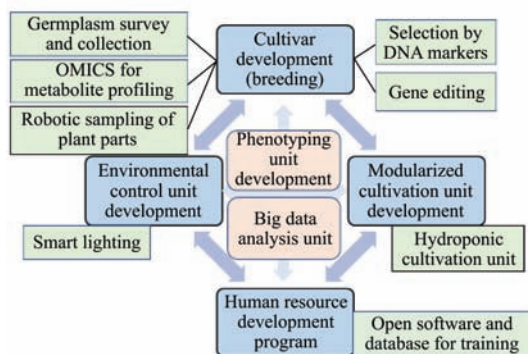 Germplasm survey
and collection
OMICS for
metabolite profiling
Robotic sampling of
plant parts
Cultivar
development
(breeding)
Selection by
DNA markers
Gene editing
Phenotyping
unit
development
Environmental
control unit
development
Modularized
cultivation unit
development
Big data
analysis unit
Smart lighting
Hydroponic
cultivation unit
Human resource
development
program
Open software and
database for training